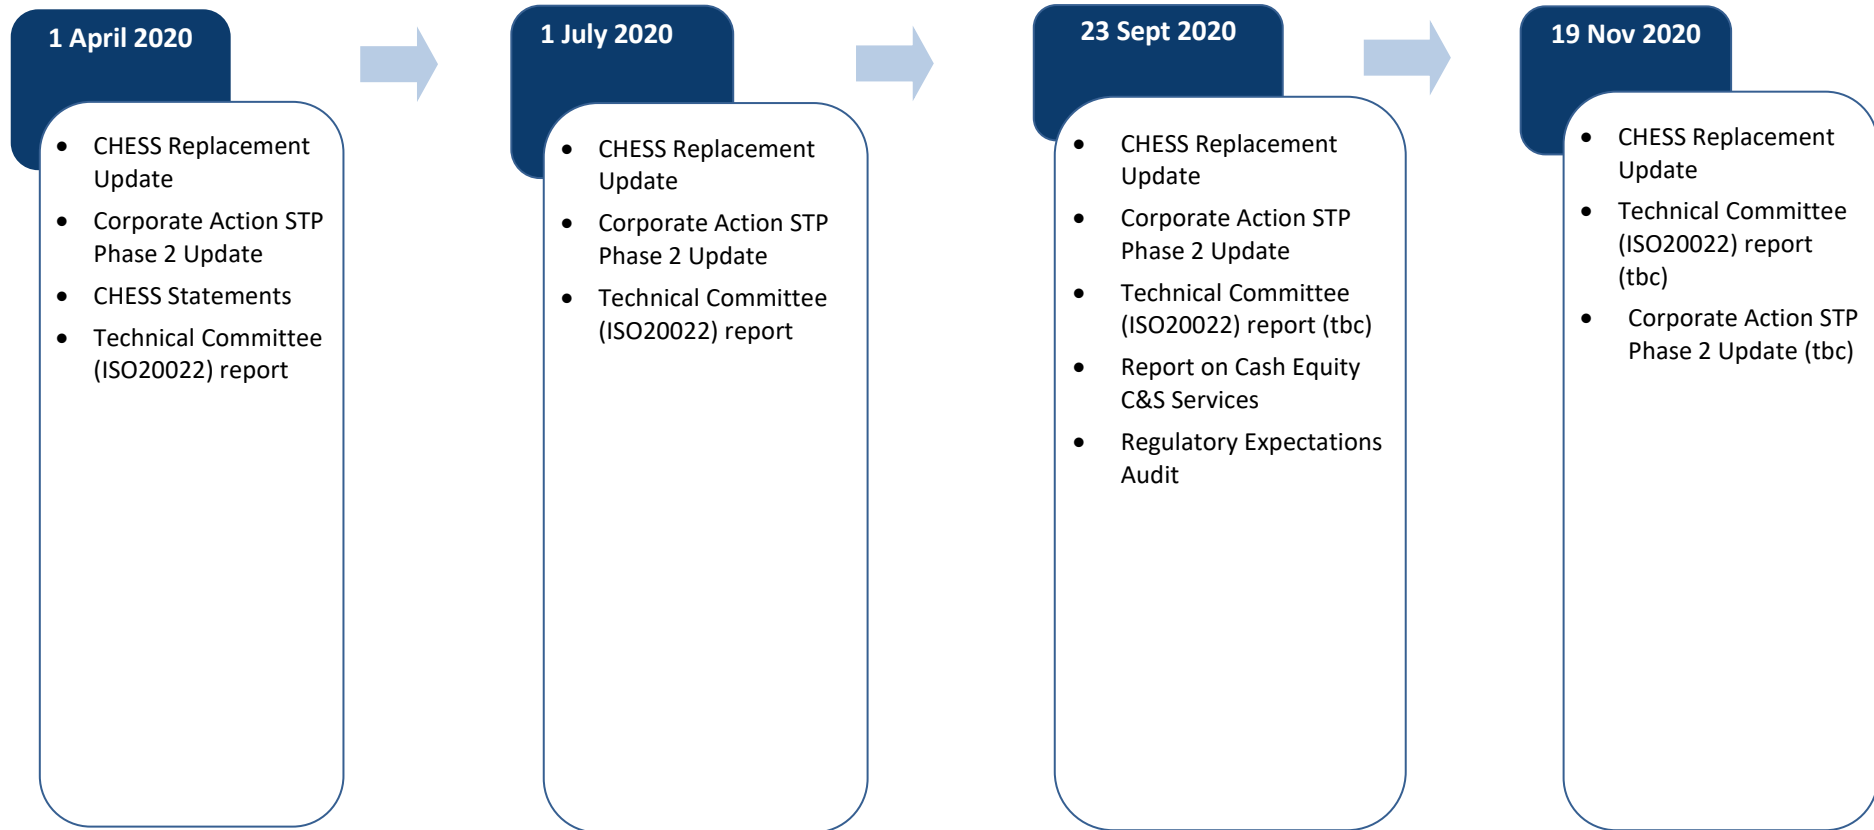 1 April 2020
• CHESS Replacement
Update
• Corporate Action STP
Phase 2 Update
• CHESS Statements
• Technical Committee
(ISO20022) report
1 July 2020
• CHESS Replacement
Update
• Corporate Action STP
Phase 2 Update
• Technical Committee
(ISO20022) report
23 Sept 2020
• CHESS Replacement
Update
• Corporate Action STP
Phase 2 Update
• Technical Committee
(ISO20022) report (tbc)
• Report on Cash Equity
C&S Services
• Regulatory Expectations
Audit
19 Nov 2020
• CHESS Replacement
Update
• Technical Committee
(ISO20022) report
(tbc)
• Corporate Action STP
Phase 2 Update (tbc)